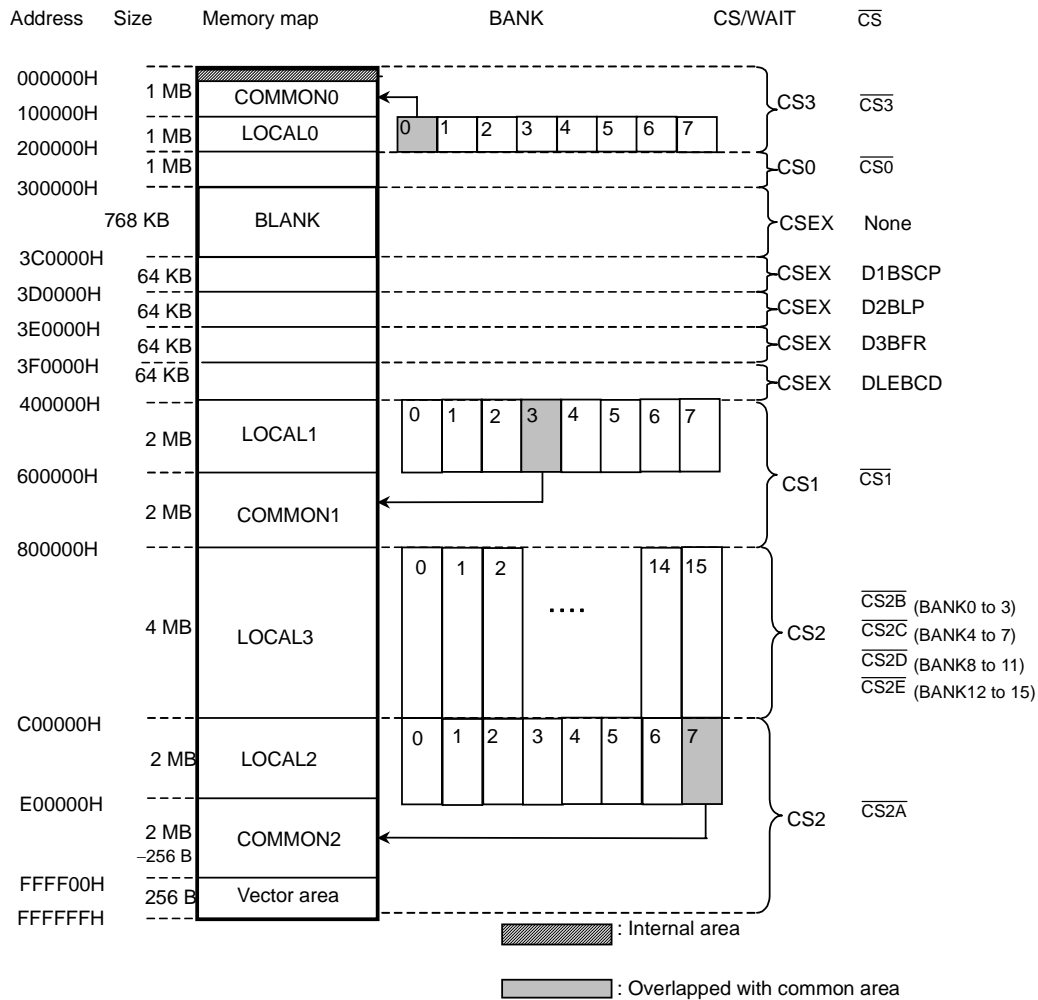 Address Size Memory map BANK CS/WAIT CS
000000H
1 MB COMMON0 CS3 CS3
100000H
1 MB LOCAL0 0 1 2 3 4 5 6 7
200000H
1 MB CS0 CS0
300000H
768 KB BLANK CSEX None
3C0000H
64 KB CSEX D1BSCP
3D0000H
64 KB CSEX D2BLP
3E0000H
64 KB CSEX D3BFR
3F0000H
64 KB CSEX DLEBCD
400000H
2 MB LOCAL1 0 1 2 3 4 5 6 7
600000H CS1 CS1
2 MB COMMON1
800000H
0 1 2 .... 14 15
4 MB LOCAL3 CS2
CS2B (BANK0 to 3)
CS2C (BANK4 to 7)
CS2D (BANK8 to 11)
CS2E (BANK12 to 15)
C00000H
2 MB LOCAL2 0 1 2 3 4 5 6 7
E00000H CS2 CS2A
2 MB COMMON2
−256 B
FFFF00H
256 B Vector area
FFFFFFH
: Internal area
: Overlapped with common area